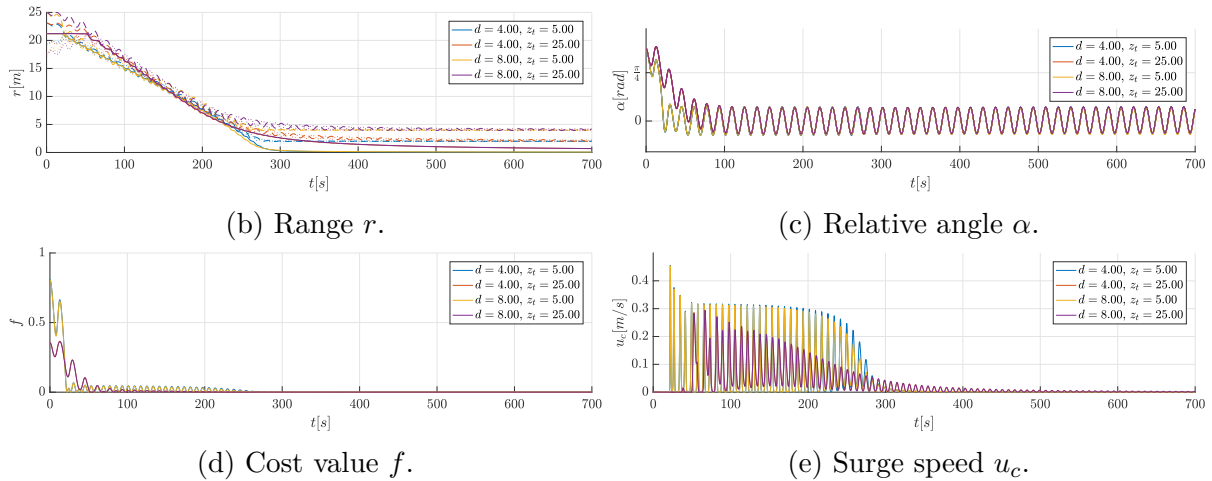 25
20
15
10
5
0
r[m]
0 100 200 300 400 500 600 700
t[s]
d = 4.00, z_t = 5.00
d = 4.00, z_t = 25.00
d = 8.00, z_t = 5.00
d = 8.00, z_t = 25.00
(b) Range r.
0
α[rad]
0 100 200 300 400 500 600 700
t[s]
d = 4.00, z_t = 5.00
d = 4.00, z_t = 25.00
d = 8.00, z_t = 5.00
d = 8.00, z_t = 25.00
(c) Relative angle α.
1
0.5
0
f
0 100 200 300 400 500 600 700
t[s]
d = 4.00, z_t = 5.00
d = 4.00, z_t = 25.00
d = 8.00, z_t = 5.00
d = 8.00, z_t = 25.00
(d) Cost value f.
0.4
0.3
0.2
0.1
0
u_c[m/s]
0 100 200 300 400 500 600 700
t[s]
d = 4.00, z_t = 5.00
d = 4.00, z_t = 25.00
d = 8.00, z_t = 5.00
d = 8.00, z_t = 25.00
(e) Surge speed u_c.